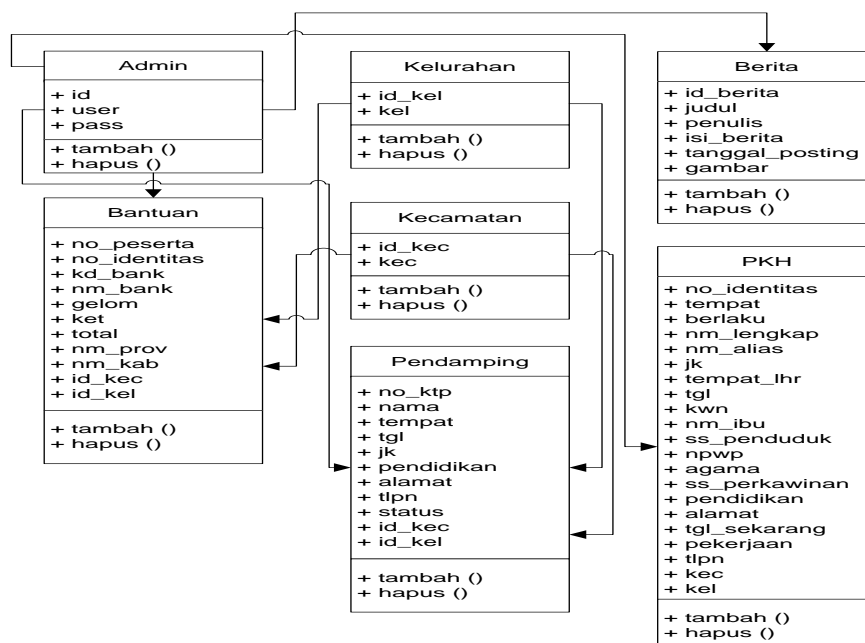 Admin
+ id
+ user
+ pass
+ tambah ()
+ hapus ()
Kelurahan
+ id_kel
+ kel
+ tambah ()
+ hapus ()
Berita
+ id_berita
+ judul
+ penulis
+ isi_berita
+ tanggal_posting
+ gambar
+ tambah ()
+ hapus ()
Bantuan
+ no_peserta
+ no_identitas
+ kd_bank
+ nm_bank
+ gelom
+ ket
+ total
+ nm_prov
+ nm_kab
+ id_kec
+ id_kel
+ tambah ()
+ hapus ()
Kecamatan
+ id_kec
+ kec
+ tambah ()
+ hapus ()
Pendamping
+ no_ktp
+ nama
+ tempat
+ tgl
+ jk
+ pendidikan
+ alamat
+ tlpn
+ status
+ id_kec
+ id_kel
+ tambah ()
+ hapus ()
PKH
+ no_identitas
+ tempat
+ berlaku
+ nm_lengkap
+ nm_alias
+ jk
+ tempat_lhr
+ tgl
+ kwn
+ nm_ibu
+ ss_penduduk
+ npwp
+ agama
+ ss_perkawinan
+ pendidikan
+ alamat
+ tgl_sekarang
+ pekerjaan
+ tlpn
+ kec
+ kel
+ tambah ()
+ hapus ()